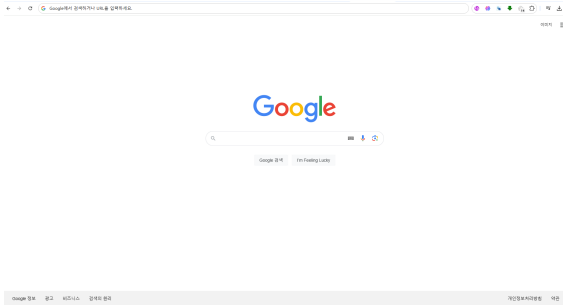 Google에서 검색하거나 URL을 입력하세요.
이미지
Google
Google 검색
I'm Feeling Lucky
Google 정보
광고
비즈니스
검색의 원리
개인정보처리방침
약관